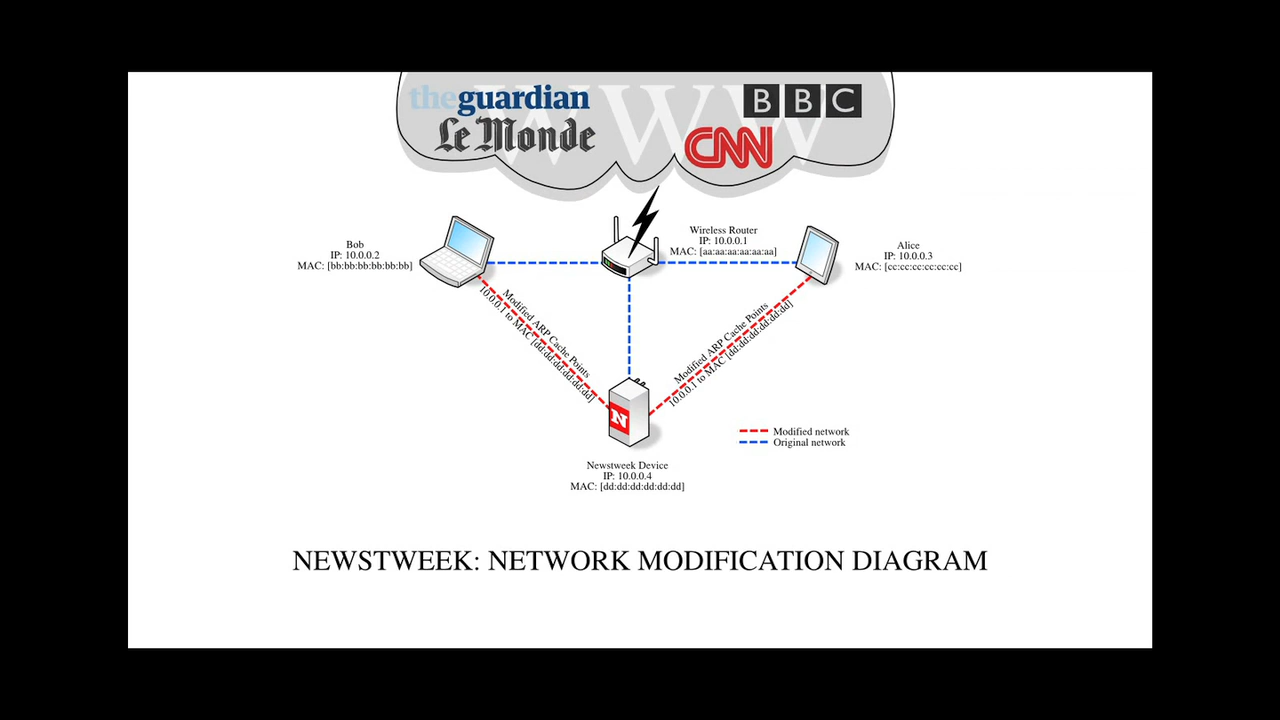 WWW
theguardian
BBC
Le Monde
CNN
Bob
IP: 10.0.0.2
MAC: [bb:bb:bb:bb:bb:bb]
Wireless Router
IP: 10.0.0.1
MAC: [aa:aa:aa:aa:aa:aa]
Alice
IP: 10.0.0.3
MAC: [cc:cc:cc:cc:cc:cc]
Modified ARP Cache Points
10.0.0.1 to MAC [dd:dd:dd:dd:dd:dd]
Modified ARP Cache Points
10.0.0.1 to MAC [dd:dd:dd:dd:dd:dd]
N
Modified network
Original network
Newstweek Device
IP: 10.0.0.4
MAC: [dd:dd:dd:dd:dd:dd]
NEWSTWEEK: NETWORK MODIFICATION DIAGRAM